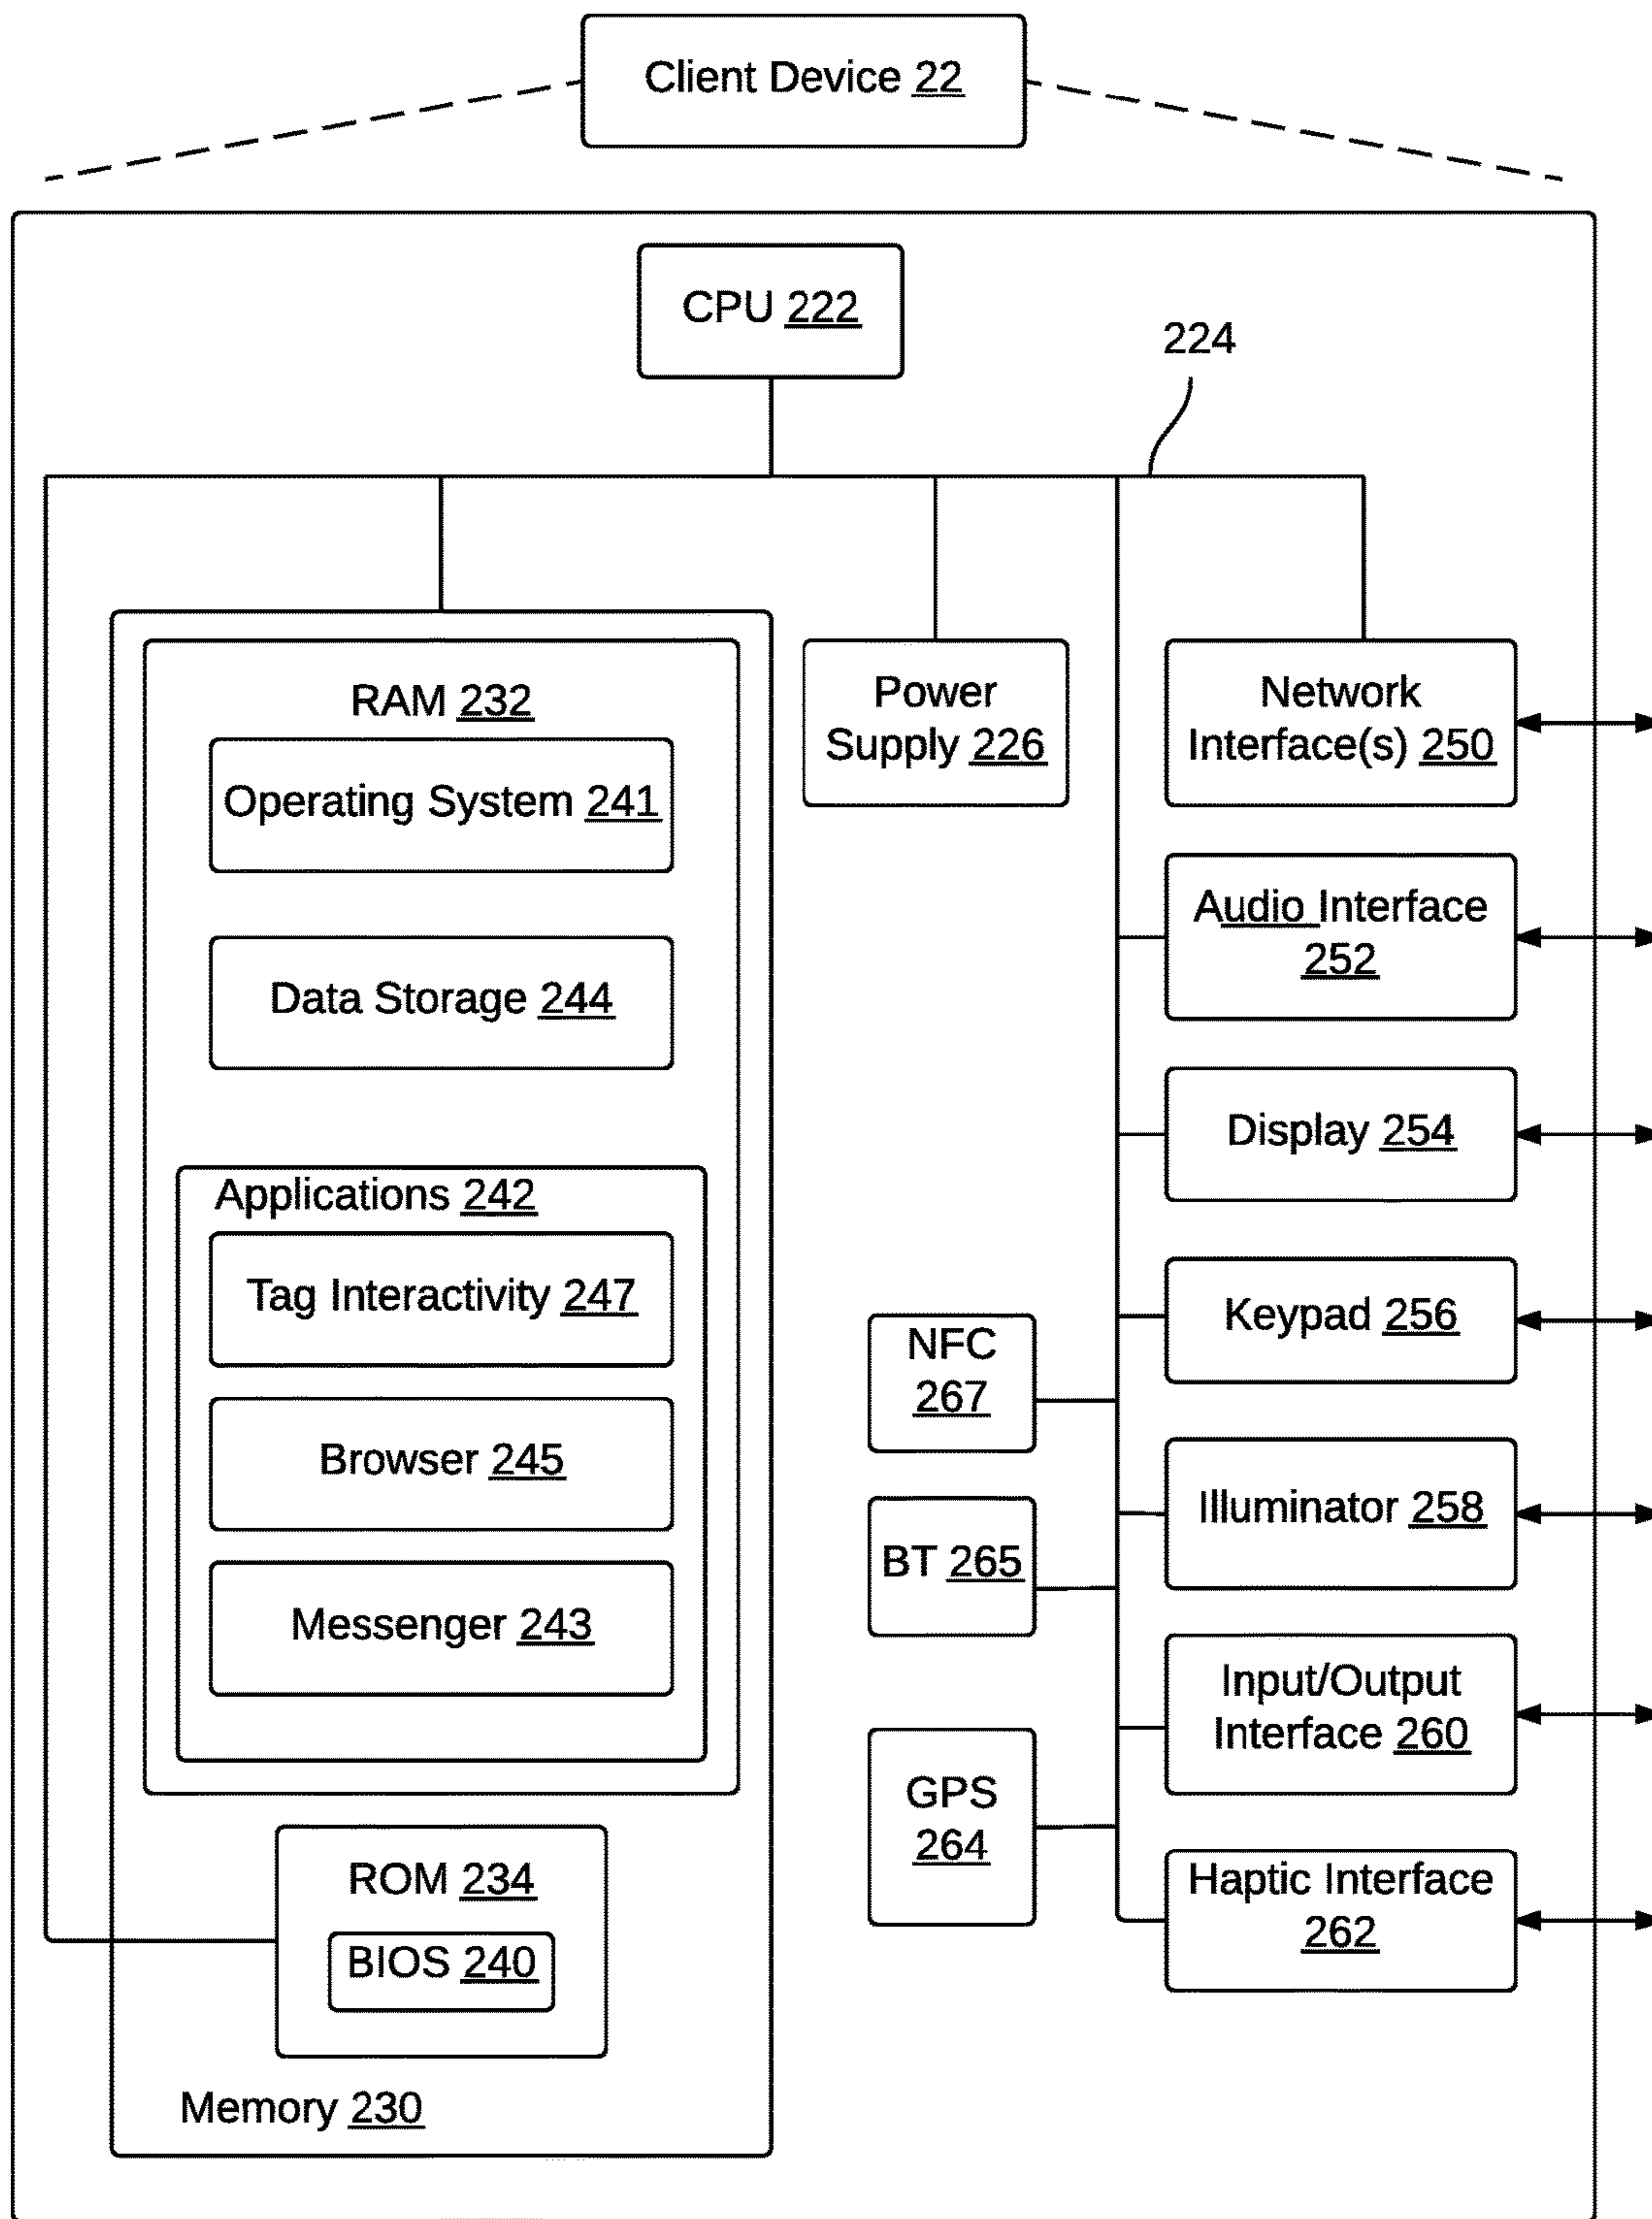 Client Device 22
CPU 222
224
RAM 232
Operating System 241
Data Storage 244
Applications 242
Tag Interactivity 247
Browser 245
Messenger 243
ROM 234
BIOS 240
Memory 230
Power
Supply 226
NFC
267
BT 265
GPS
264
Network
Interface(s) 250
Audio Interface
252
Display 254
Keypad 256
Illuminator 258
Input/Output
Interface 260
Haptic Interface
262